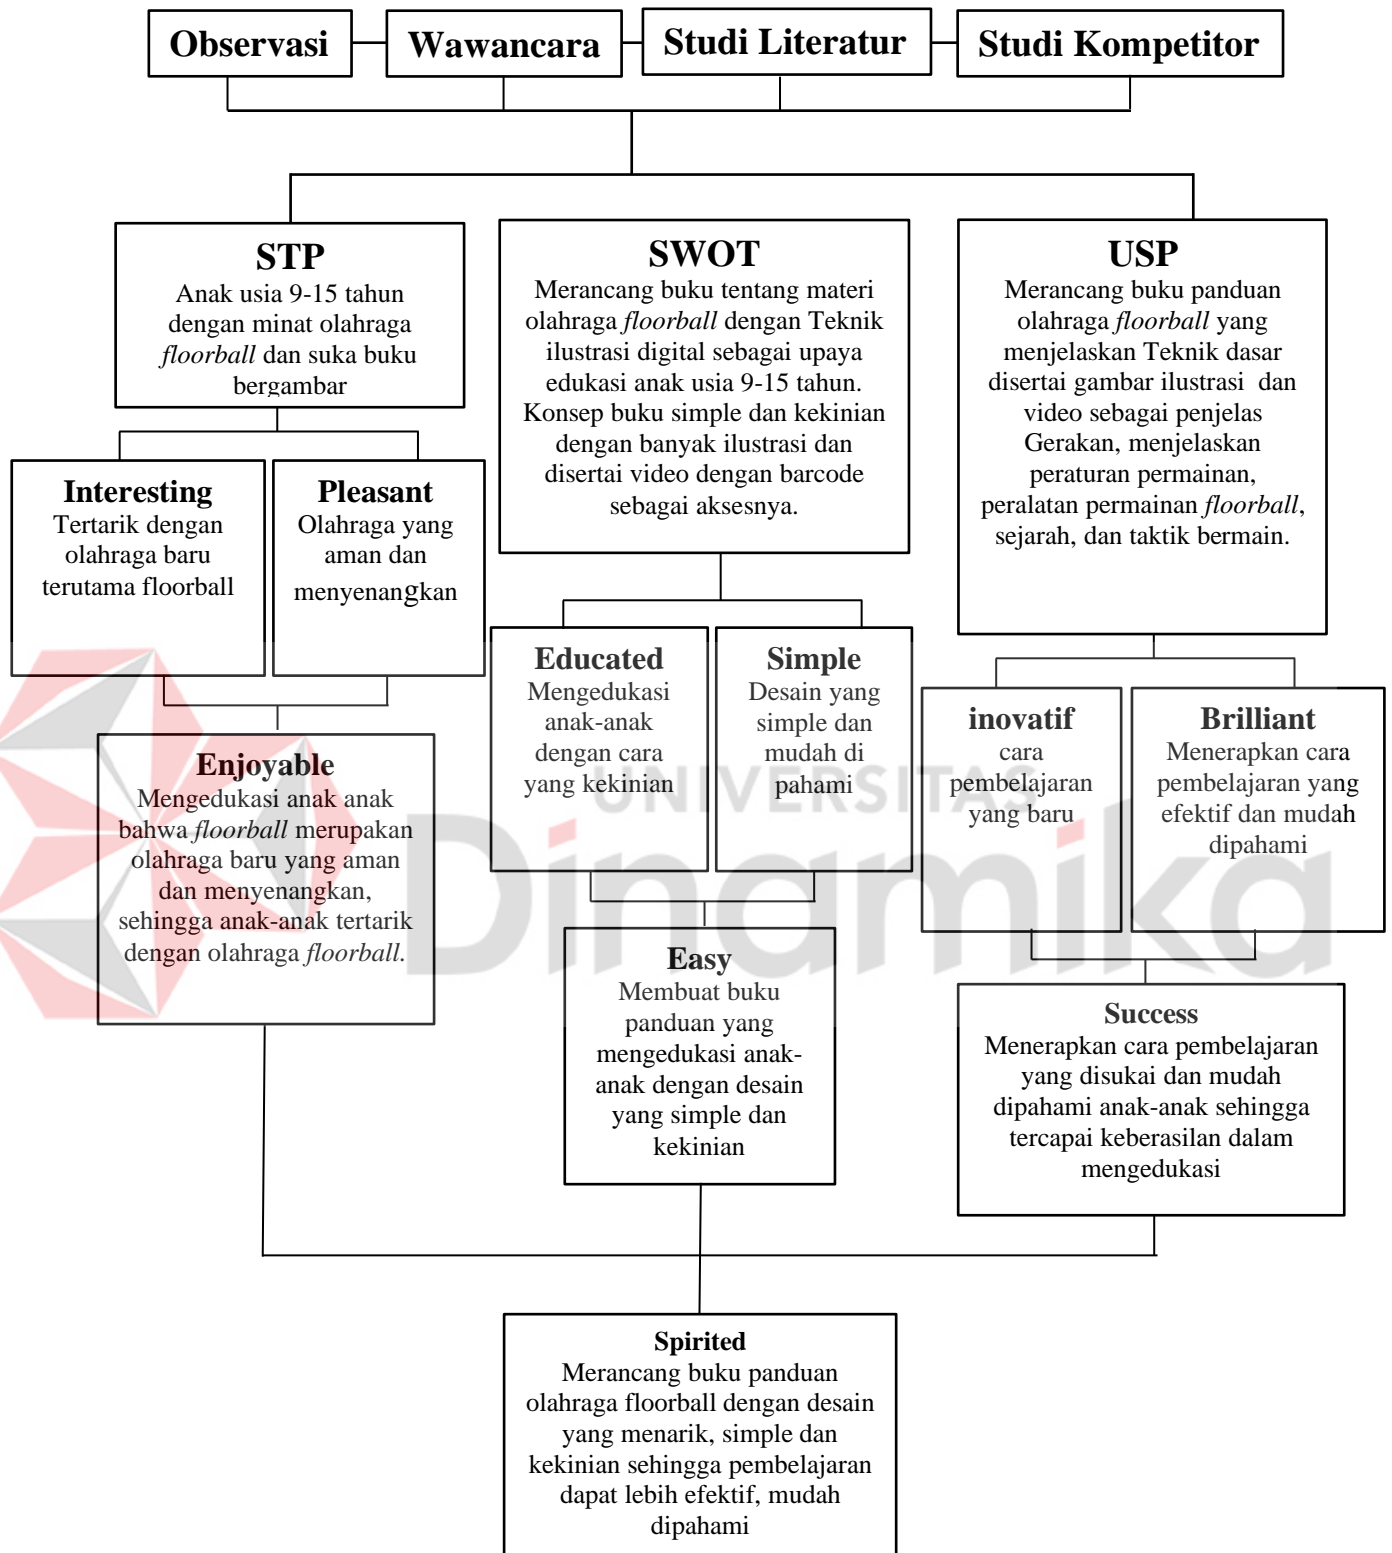 Observasi
Wawancara
Studi Literatur
Studi Kompetitor
STP
Anak usia 9-15 tahun
dengan minat olahraga
floorball dan suka buku
bergambar
SWOT
Merancang buku tentang materi
olahraga floorball dengan Teknik
ilustrasi digital sebagai upaya
edukasi anak usia 9-15 tahun.
Konsep buku simple dan kekinian
dengan banyak ilustrasi dan
disertai video dengan barcode
sebagai aksesnya.
USP
Merancang buku panduan
olahraga floorball yang
menjelaskan Teknik dasar
disertai gambar ilustrasi dan
video sebagai penjelas
Gerakan, menjelaskan
peraturan permainan,
peralatan permainan floorball,
sejarah, dan taktik bermain.
Interesting
Tertarik dengan
olahraga baru
terutama floorball
Pleasant
Olahraga yang
aman dan
menyenangkan
Educated
Mengedukasi
anak-anak
dengan cara
yang kekinian
Simple
Desain yang
simple dan
mudah di
pahami
inovatif
cara
pembelajaran
yang baru
Brilliant
Menerapkan cara
pembelajaran yang
efektif dan mudah
dipahami
Enjoyable
Mengedukasi anak anak
bahwa floorball merupakan
olahraga baru yang aman
dan menyenangkan,
sehingga anak-anak tertarik
dengan olahraga floorball.
Easy
Membuat buku
panduan yang
mengedukasi anak-
anak dengan desain
yang simple dan
kekinian
Success
Menerapkan cara pembelajaran
yang disukai dan mudah
dipahami anak-anak sehingga
tercapai keberasilan dalam
mengedukasi
Spirited
Merancang buku panduan
olahraga floorball dengan desain
yang menarik, simple dan
kekinian sehingga pembelajaran
dapat lebih efektif, mudah
dipahami
UNIVERSITAS
Dinamika